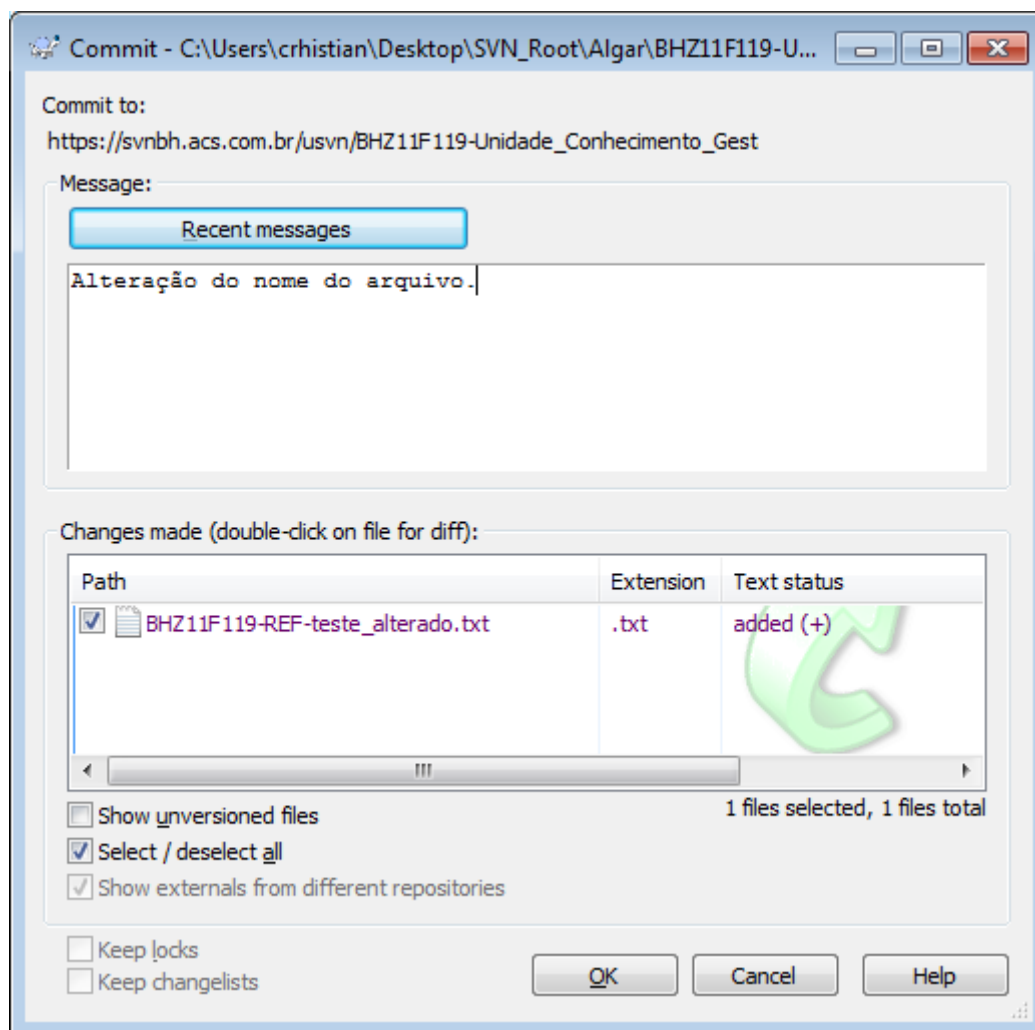 Commit - C:\Users\crhistian\Desktop\SVN_Root\Algar\BHZ11F119-U...
Commit to:
https://svnbh.acs.com.br/usvn/BHZ11F119-Unidade_Conhecimento_Gest
Message:
Recent messages
Alteração do nome do arquivo.
Changes made (double-click on file for diff):
Path Extension Text status
BHZ11F119-REF-teste_alterado.txt .txt added (+)
1 files selected, 1 files total
Show unversioned files
Select / deselect all
Show externals from different repositories
Keep locks
Keep changelists
OK Cancel Help